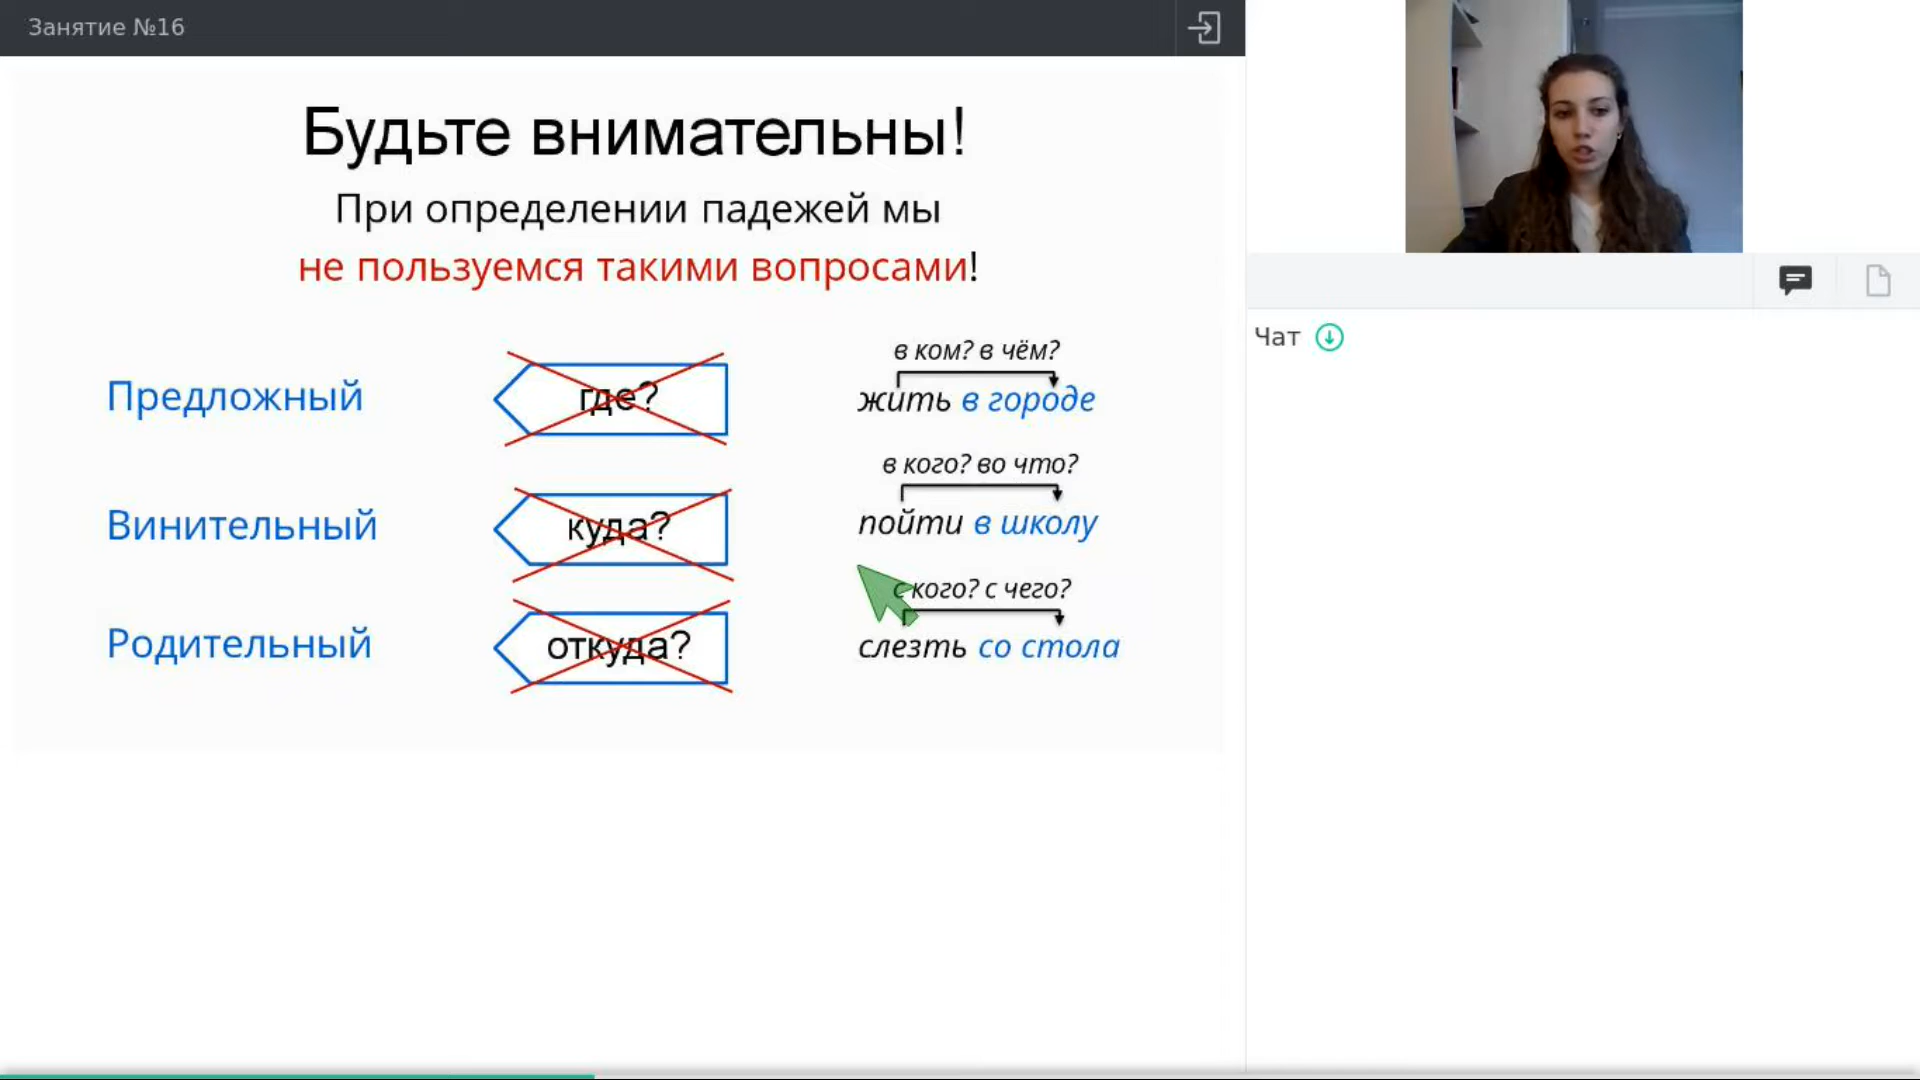 Занятие №16
Будьте внимательны!
При определении падежей мы
не пользуемся такими вопросами!
Предложный
где?
в ком? в чём?
жить в городе
Винительный
куда?
в кого? во что?
пойти в школу
Родительный
откуда?
с кого? с чего?
слезть со стола
Чат